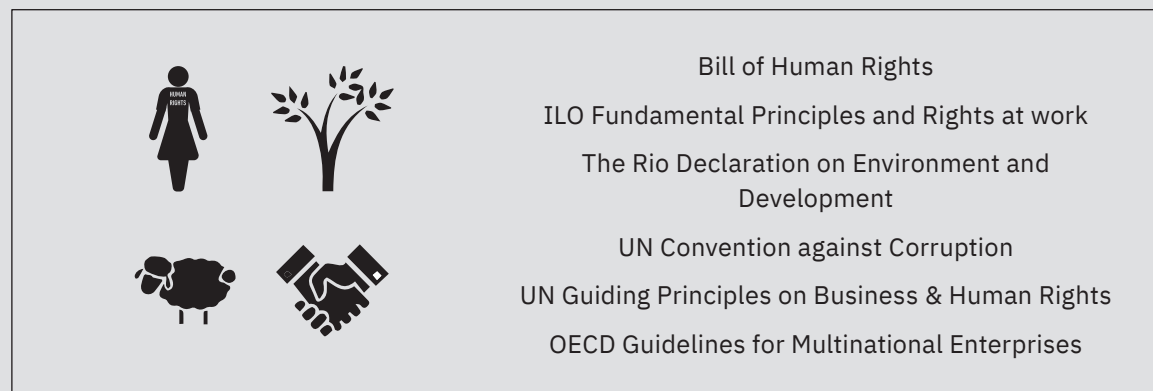 HUMAN
RIGHTS
Bill of Human Rights
ILO Fundamental Principles and Rights at work
The Rio Declaration on Environment and
Development
UN Convention against Corruption
UN Guiding Principles on Business & Human Rights
OECD Guidelines for Multinational Enterprises